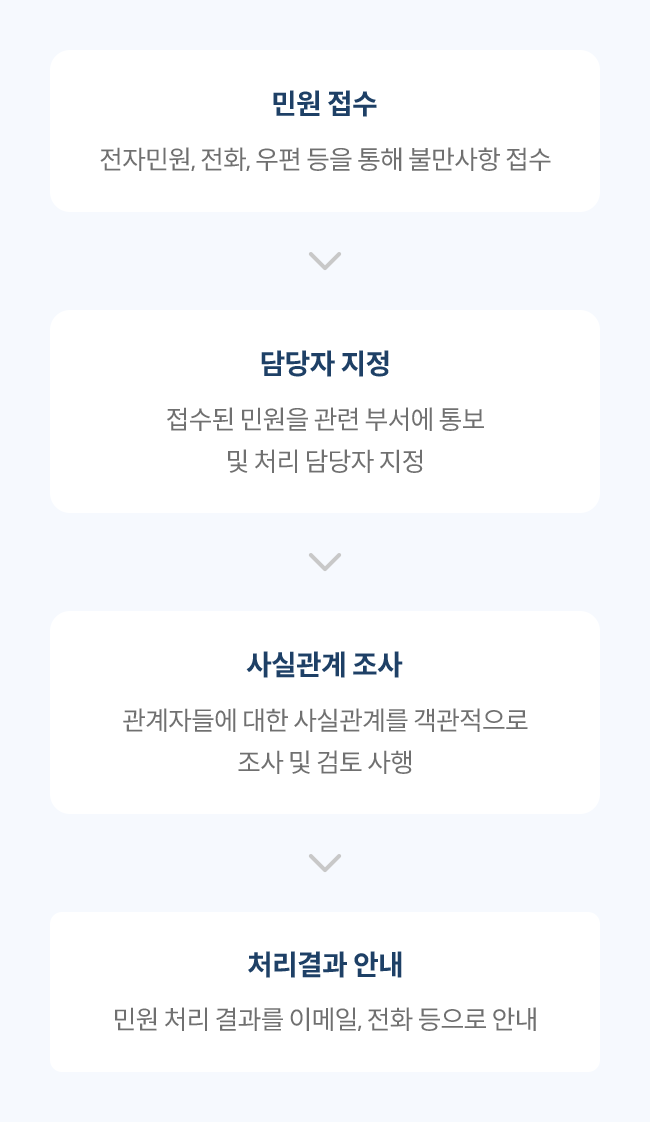 민원 접수
전자민원, 전화, 우편 등을 통해 불만사항 접수
담당자 지정
접수된 민원을 관련 부서에 통보
및 처리 담당자 지정
사실관계 조사
관계자들에 대한 사실관계를 객관적으로
조사 및 검토 사행
처리결과 안내
민원 처리 결과를 이메일, 전화 등으로 안내